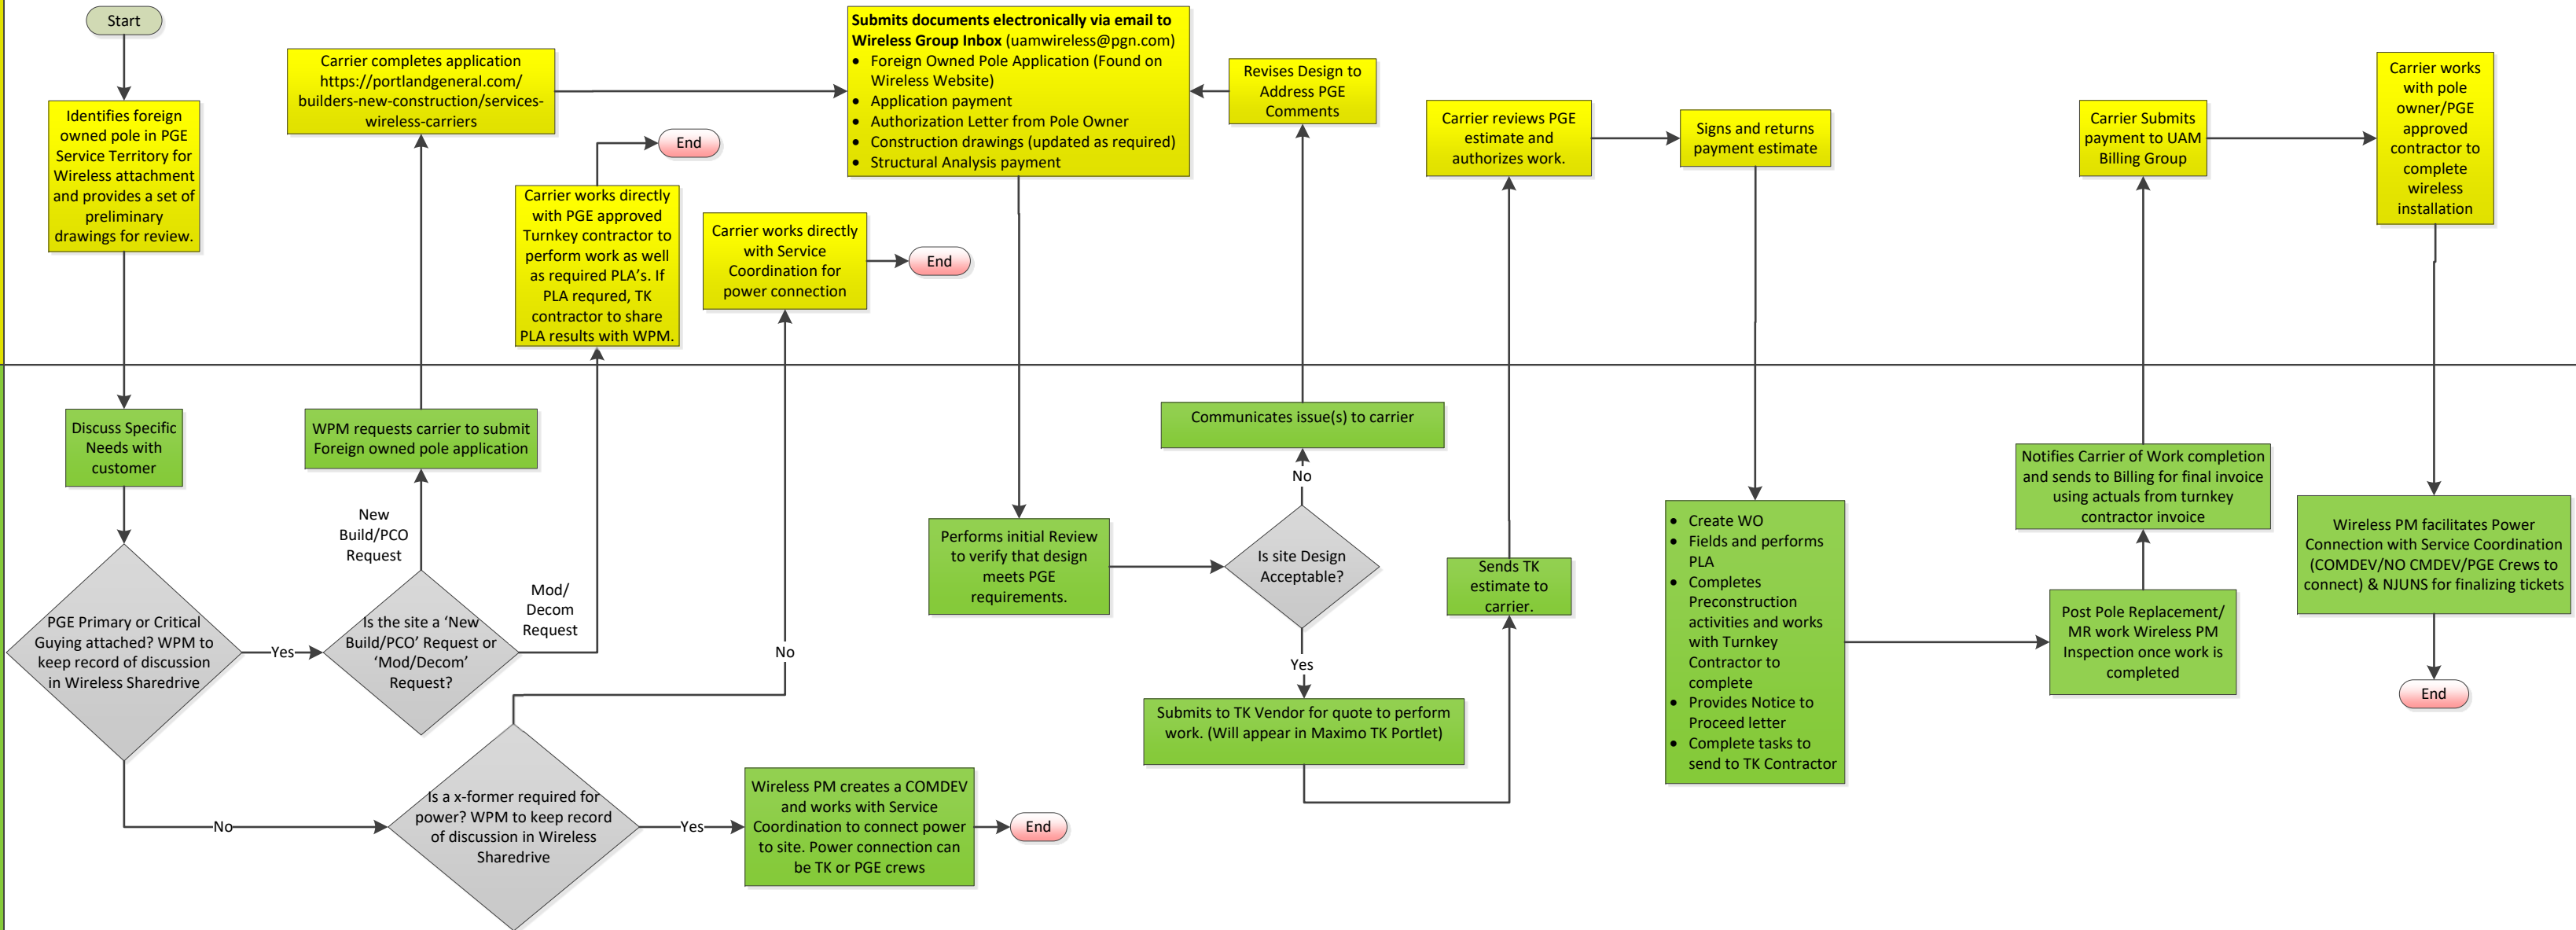 Start
Identifies foreign
owned pole in PGE
Service Territory for
Wireless attachment
and provides a set of
preliminary
drawings for review.
Carrier completes application
https://portlandgeneral.com/
builders-new-construction/services-
wireless-carriers
Carrier works directly
with PGE approved
Turnkey contractor to
perform work as well
as required PLA's. If
PLA requred, TK
contractor to share
PLA results with WPM.
End
Carrier works directly
with Service
Coordination for
power connection
End
Submits documents electronically via email to
Wireless Group Inbox (uamwireless@pgn.com)
• Foreign Owned Pole Application (Found on
Wireless Website)
• Application payment
• Authorization Letter from Pole Owner
• Construction drawings (updated as required)
• Structural Analysis payment
Revises Design to
Address PGE
Comments
Carrier reviews PGE
estimate and
authorizes work.
Signs and returns
payment estimate
Carrier Submits
payment to UAM
Billing Group
Carrier works
with pole
owner/PGE
approved
contractor to
complete
wireless
installation
Discuss Specific
Needs with
customer
PGE Primary or Critical
Guying attached? WPM to
keep record of discussion
in Wireless Sharedrive
Yes
No
WPM requests carrier to submit
Foreign owned pole application
New
Build/PCO
Request
Is the site a ‘New
Build/PCO’ Request or
‘Mod/Decom’
Request?
Mod/
Decom
Request
No
Is a x-former required for
power? WPM to keep record
of discussion in Wireless
Sharedrive
Yes
Wireless PM creates a COMDEV
and works with Service
Coordination to connect power
to site. Power connection can
be TK or PGE crews
End
Performs initial Review
to verify that design
meets PGE
requirements.
Communicates issue(s) to carrier
No
Is site Design
Acceptable?
Yes
Submits to TK Vendor for quote to perform
work. (Will appear in Maximo TK Portlet)
Sends TK
estimate to
carrier.
• Create WO
• Fields and performs
PLA
• Completes
Preconstruction
activities and works
with Turnkey
Contractor to
complete
• Provides Notice to
Proceed letter
• Complete tasks to
send to TK Contractor
Notifies Carrier of Work completion
and sends to Billing for final invoice
using actuals from turnkey
contractor invoice
Post Pole Replacement/
MR work Wireless PM
Inspection once work is
completed
Wireless PM facilitates Power
Connection with Service Coordination
(COMDEV/NO CMDEV/PGE Crews to
connect) & NJUNS for finalizing tickets
End